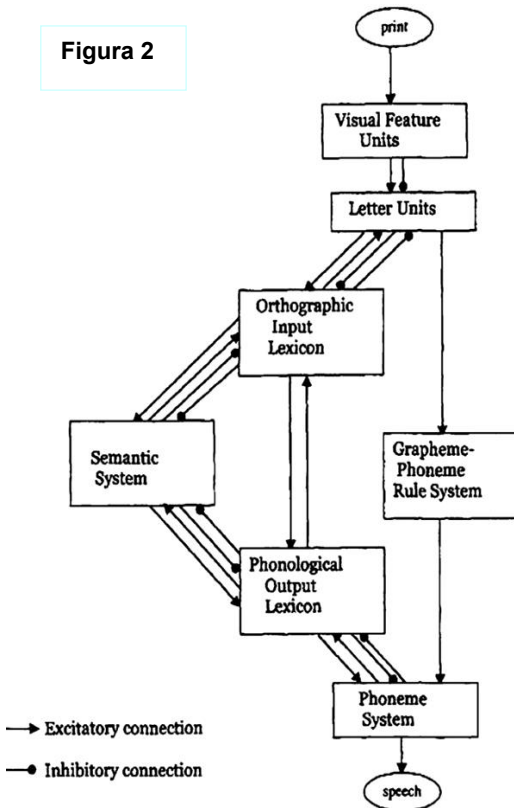 Figura 2
print
Visual Feature
Units
Letter Units
Orthographic
Input
Lexicon
Semantic
System
Grapheme-
Phoneme
Rule System
Phonological
Output
Lexicon
Phoneme
System
Excitatory connection
Inhibitory connection
speech